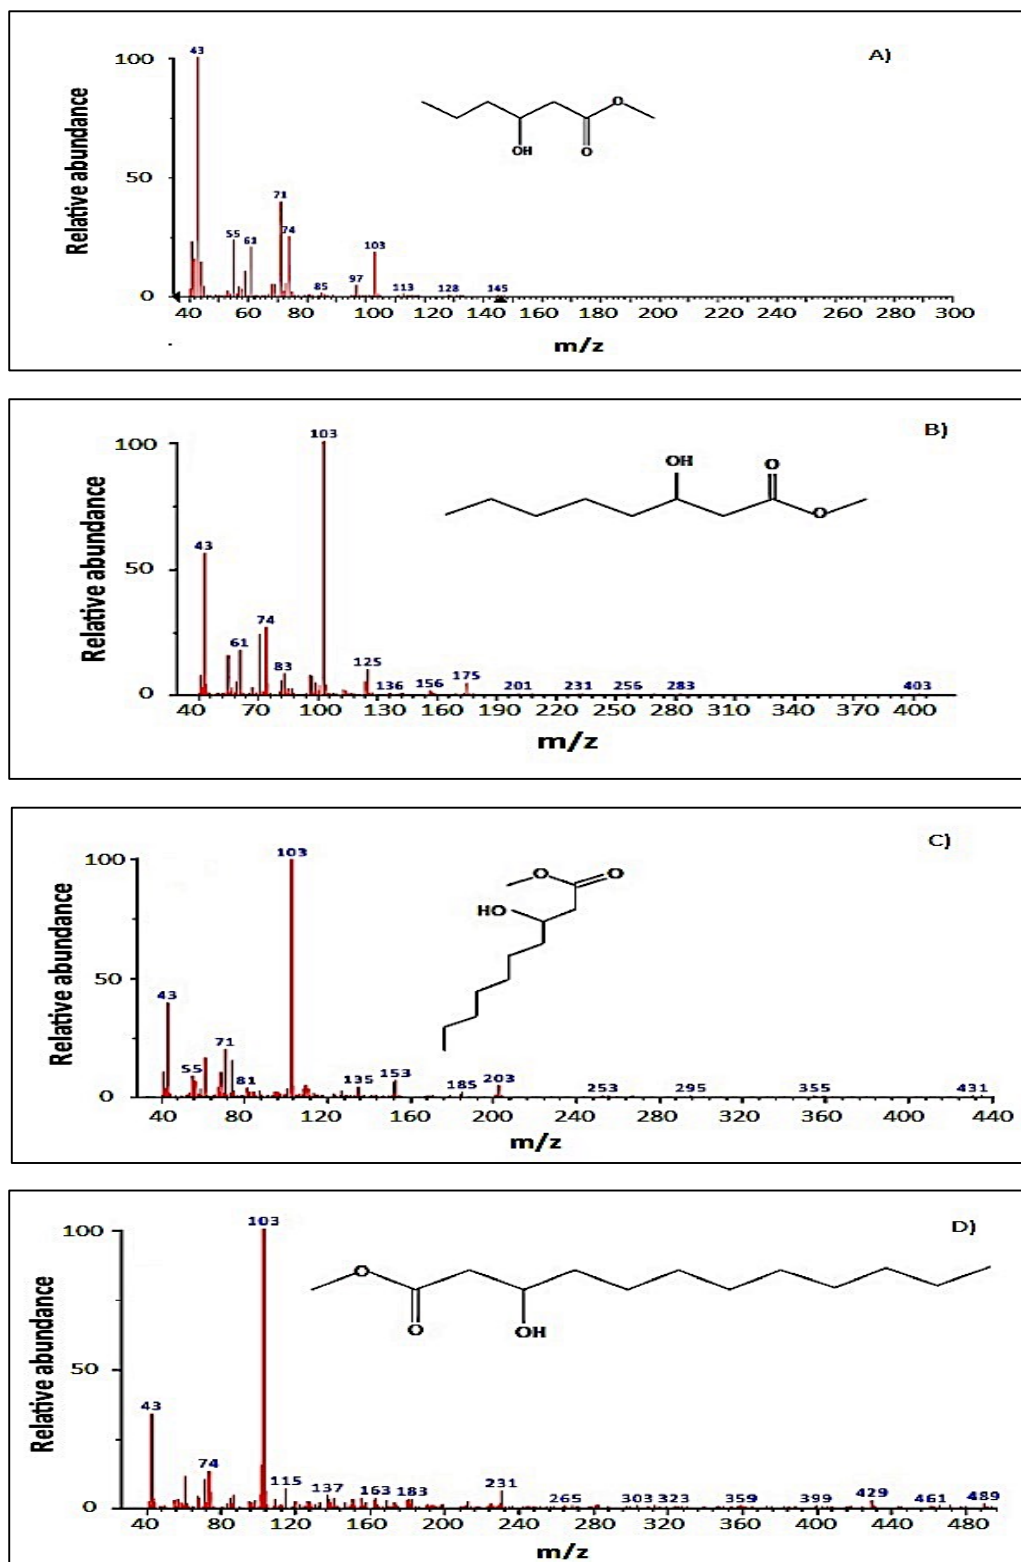 A)
Relative abundance
100
50
0
43
55
61
71
74
85
97
103
113
128
145
OH
O
O
40 60 80 100 120 140 160 180 200 220 240 260 280 300
m/z
B)
Relative abundance
100
50
0
43
61
74
83
103
125
136
156
175
201
231
256
283
403
OH
O
O
40 70 100 130 160 190 220 250 280 310 340 370 400
m/z
C)
Relative abundance
100
50
0
43
55
71
81
103
135
153
185
203
253
295
355
431
O
O
HO
40 80 120 160 200 240 280 320 360 400 440
m/z
D)
Relative abundance
100
50
0
43
74
103
115
137
163
183
231
265
303
323
359
399
429
461
489
O
O
OH
40 80 120 160 200 240 280 320 360 400 440 480
m/z